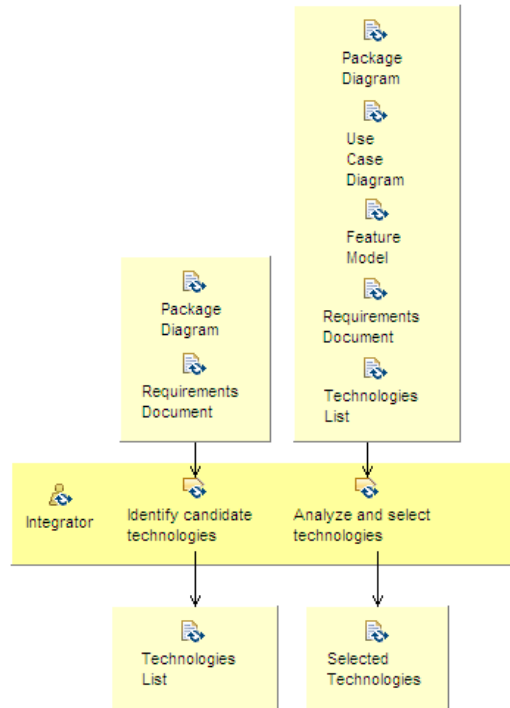 Package
Diagram
Use
Case
Diagram
Feature
Model
Requirements
Document
Technologies
List
Package
Diagram
Requirements
Document
Integrator
Identify candidate
technologies
Analyze and select
technologies
Technologies
List
Selected
Technologies